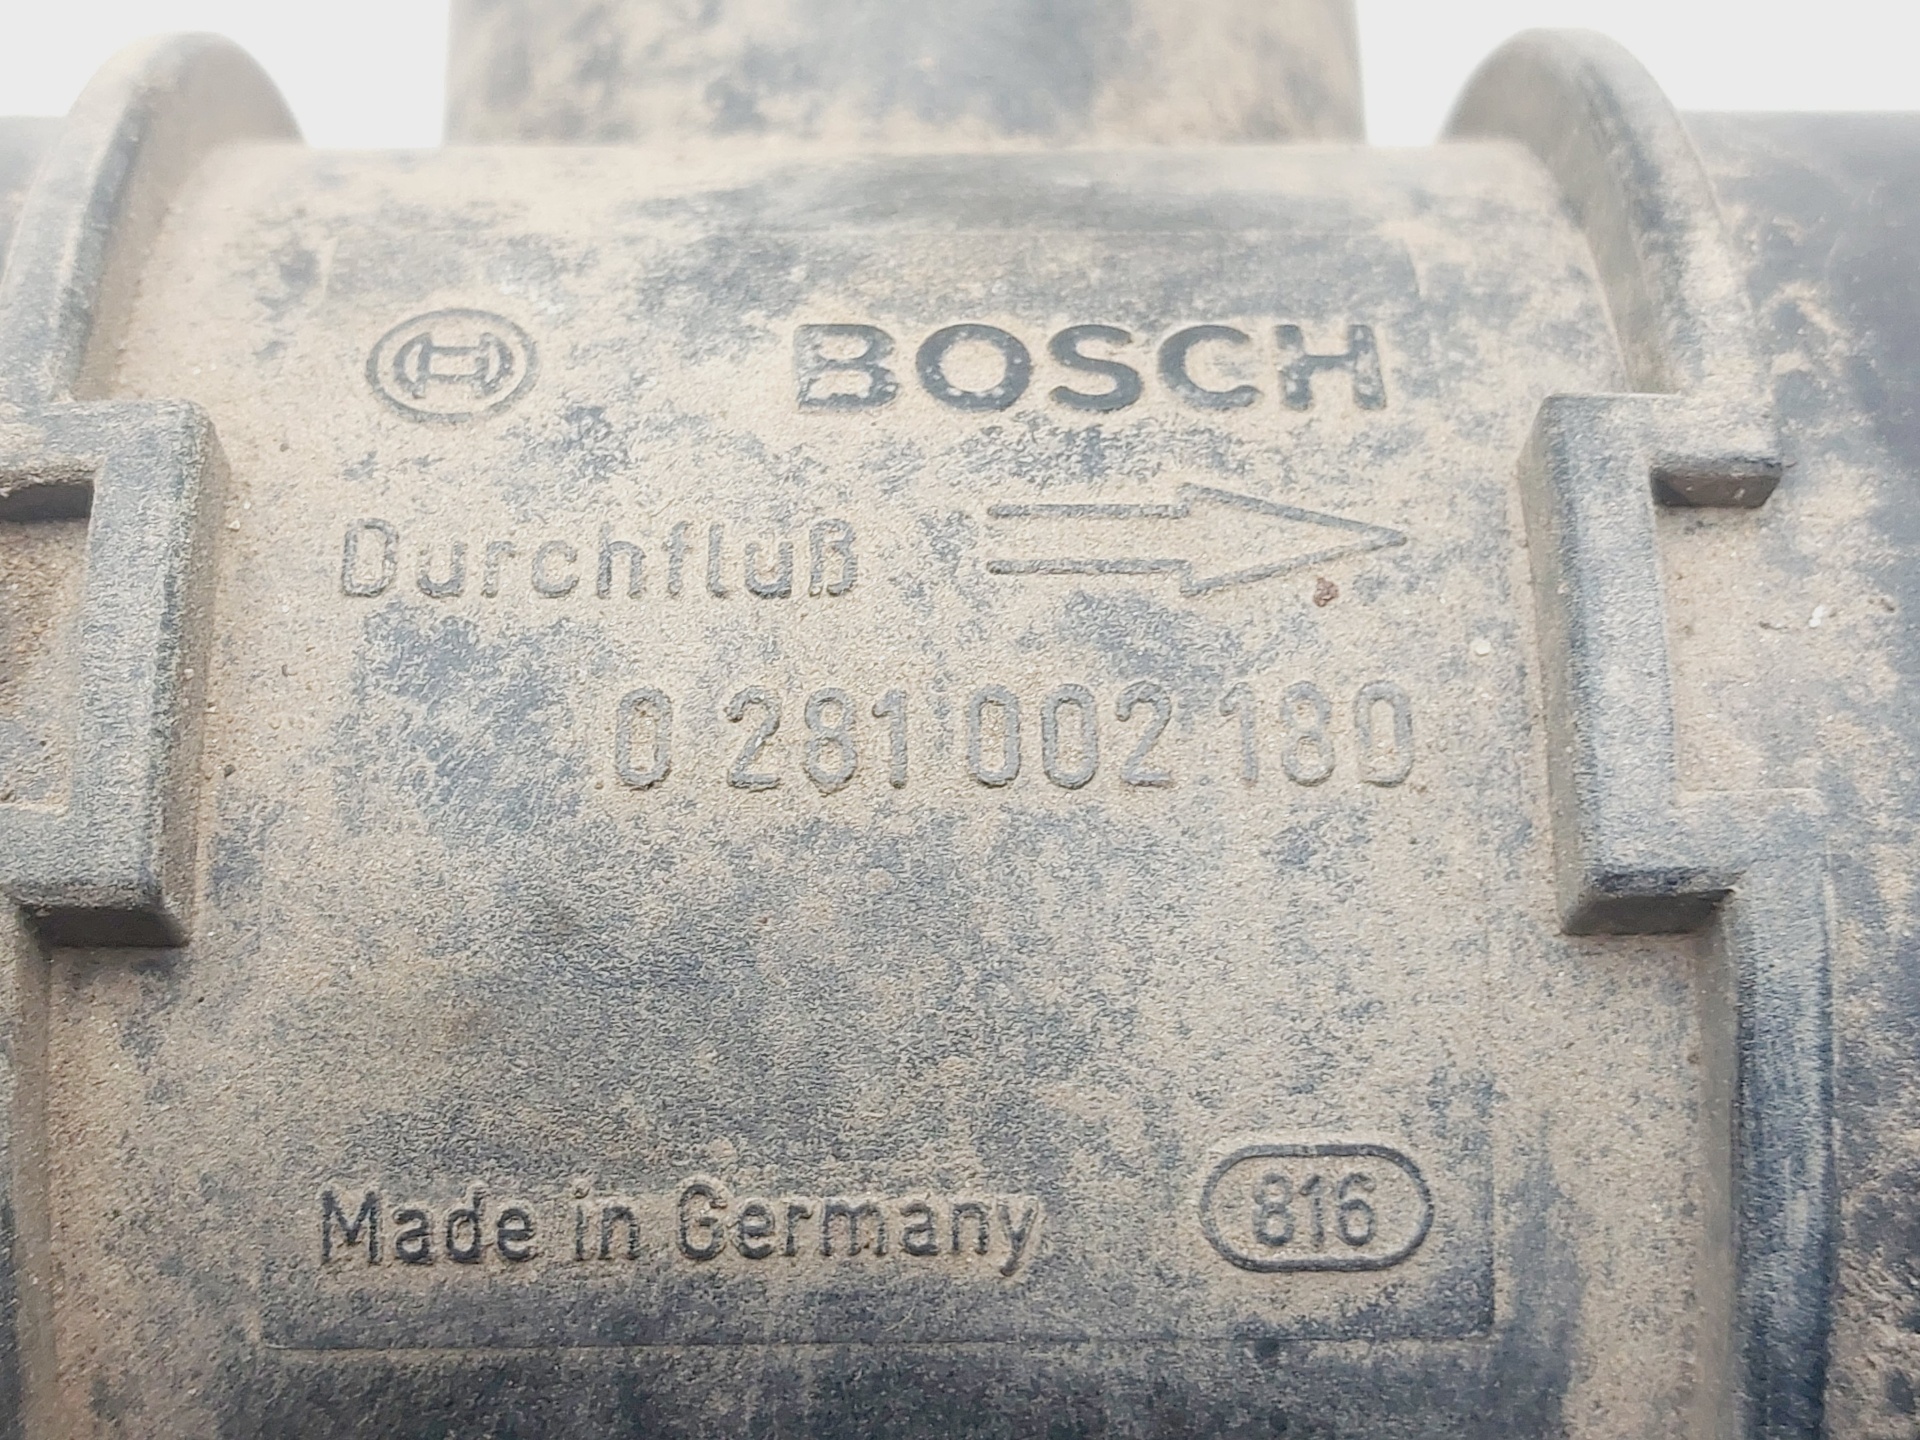 BOSCH
Durchfluß
0 281 002 180
Made in Germany 816